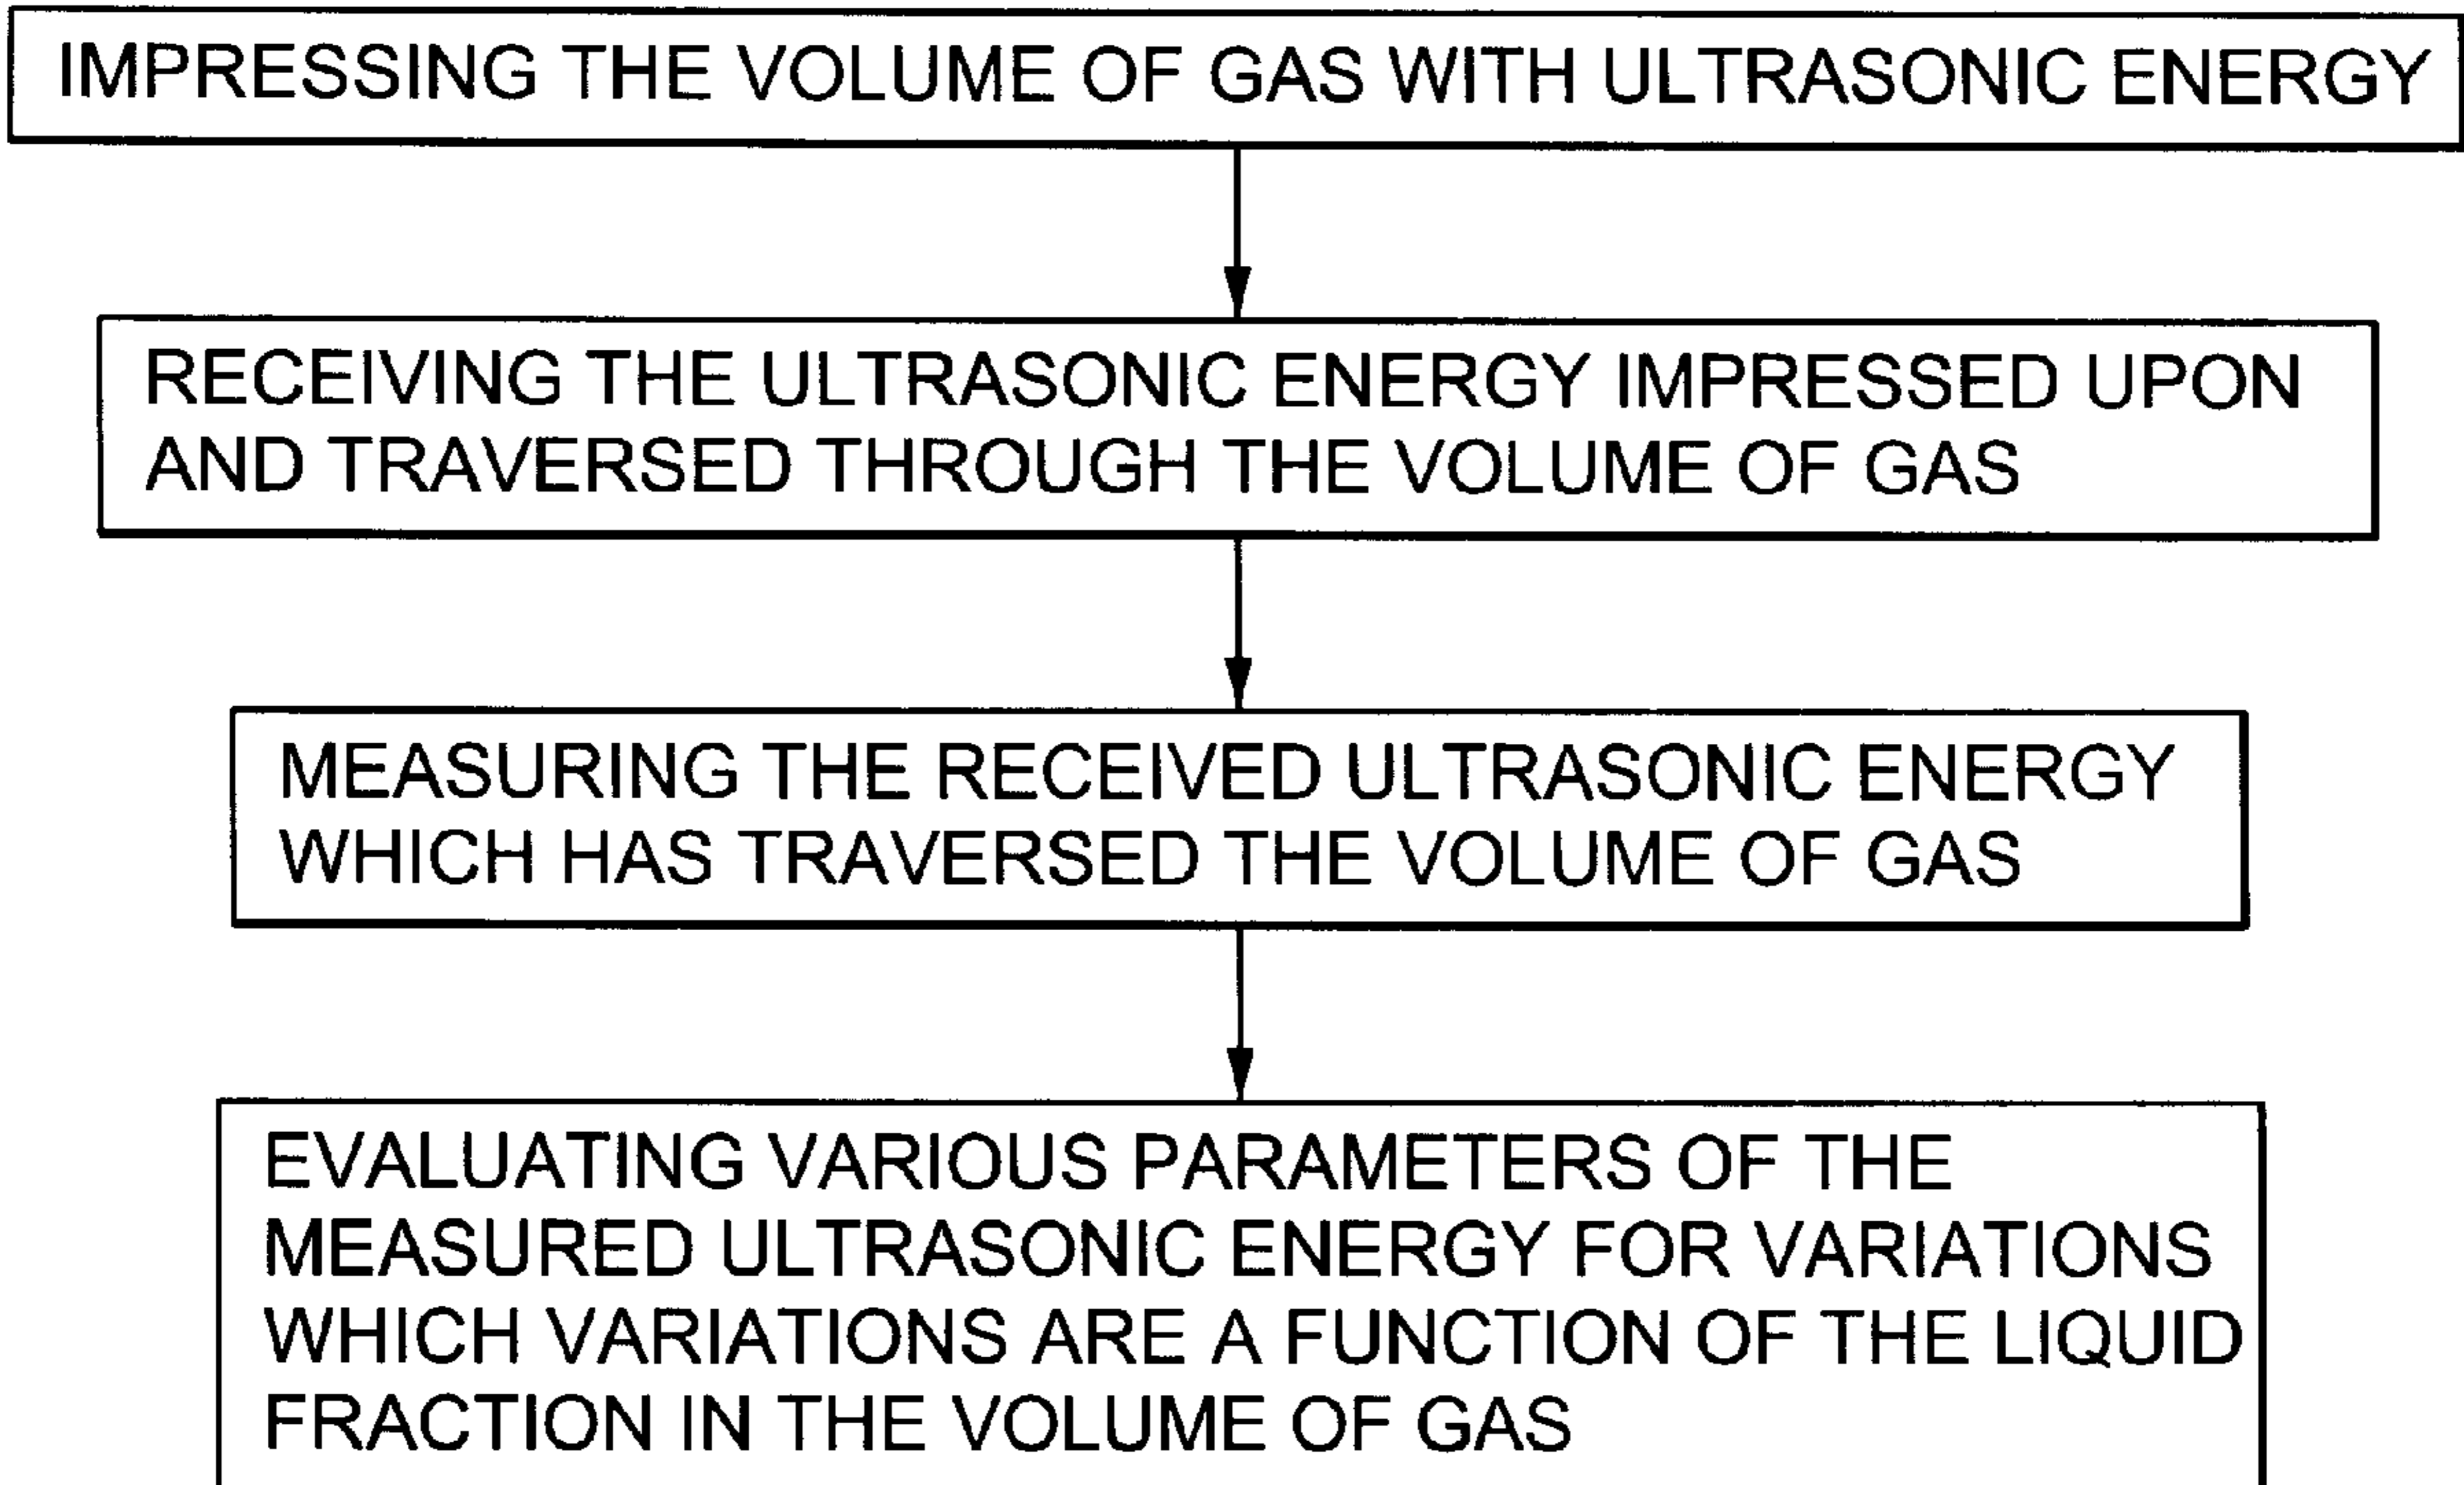 IMPRESSING THE VOLUME OF GAS WITH ULTRASONIC ENERGY
RECEIVING THE ULTRASONIC ENERGY IMPRESSED UPON
AND TRAVERSED THROUGH THE VOLUME OF GAS
MEASURING THE RECEIVED ULTRASONIC ENERGY
WHICH HAS TRAVERSED THE VOLUME OF GAS
EVALUATING VARIOUS PARAMETERS OF THE
MEASURED ULTRASONIC ENERGY FOR VARIATIONS
WHICH VARIATIONS ARE A FUNCTION OF THE LIQUID
FRACTION IN THE VOLUME OF GAS